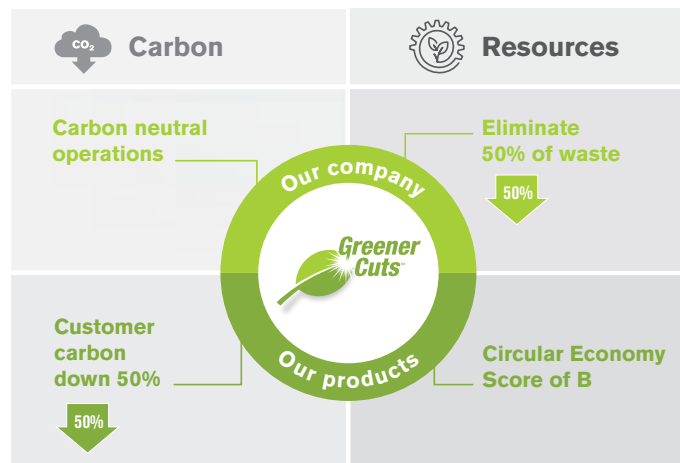 CO₂
Carbon
Resources
Carbon neutral
operations
Eliminate
50% of waste
50%
Our company
Greener
Cuts™
Our products
Customer
carbon
down 50%
50%
Circular Economy
Score of B